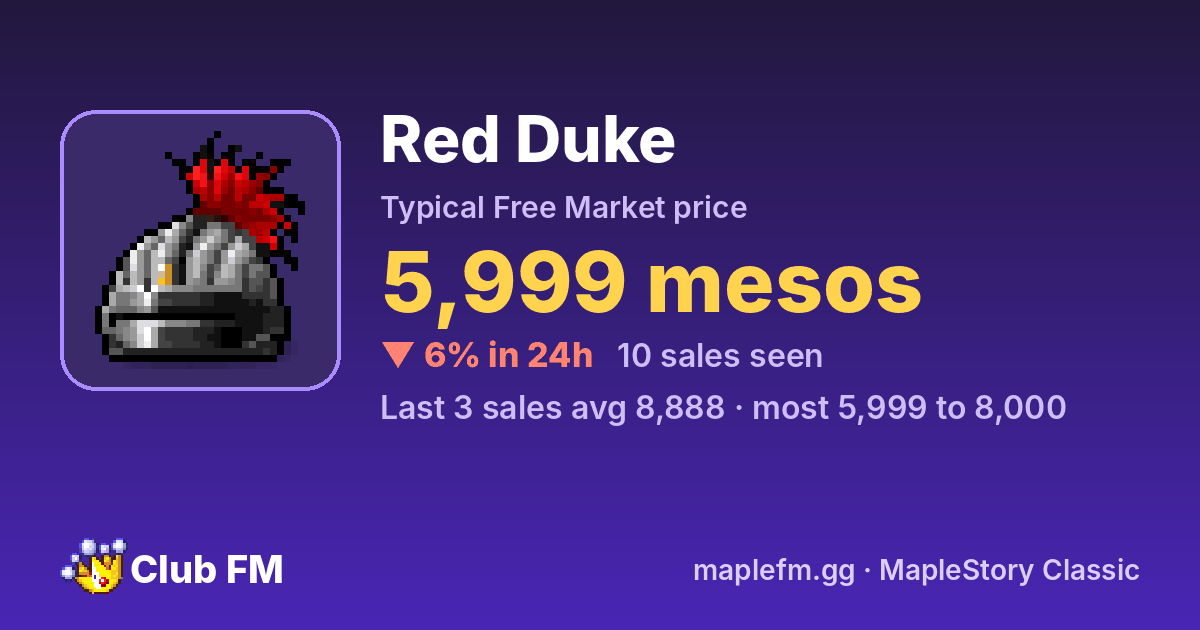 Red Duke
Typical Free Market price
5,999 mesos
▼ 6% in 24h 10 sales seen
Last 3 sales avg 8,888 · most 5,999 to 8,000
Club FM
maplefm.gg · MapleStory Classic